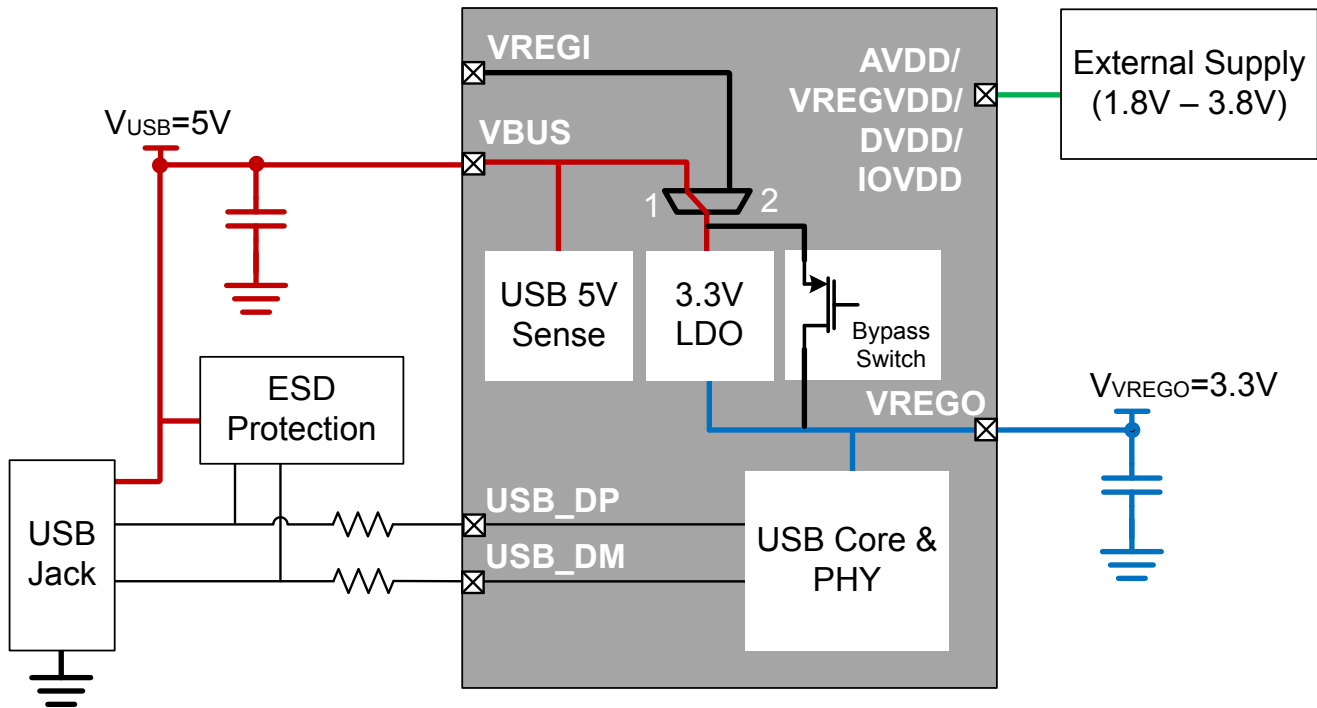 VREGI
AVDD/
VREGVDD/
DVDD/
IOVDD
External Supply
(1.8V – 3.8V)
VUSB=5V
VBUS
1
2
USB 5V
Sense
3.3V
LDO
Bypass
Switch
ESD
Protection
VREGO
VVREGO=3.3V
USB
Jack
USB_DP
USB_DM
USB Core &
PHY